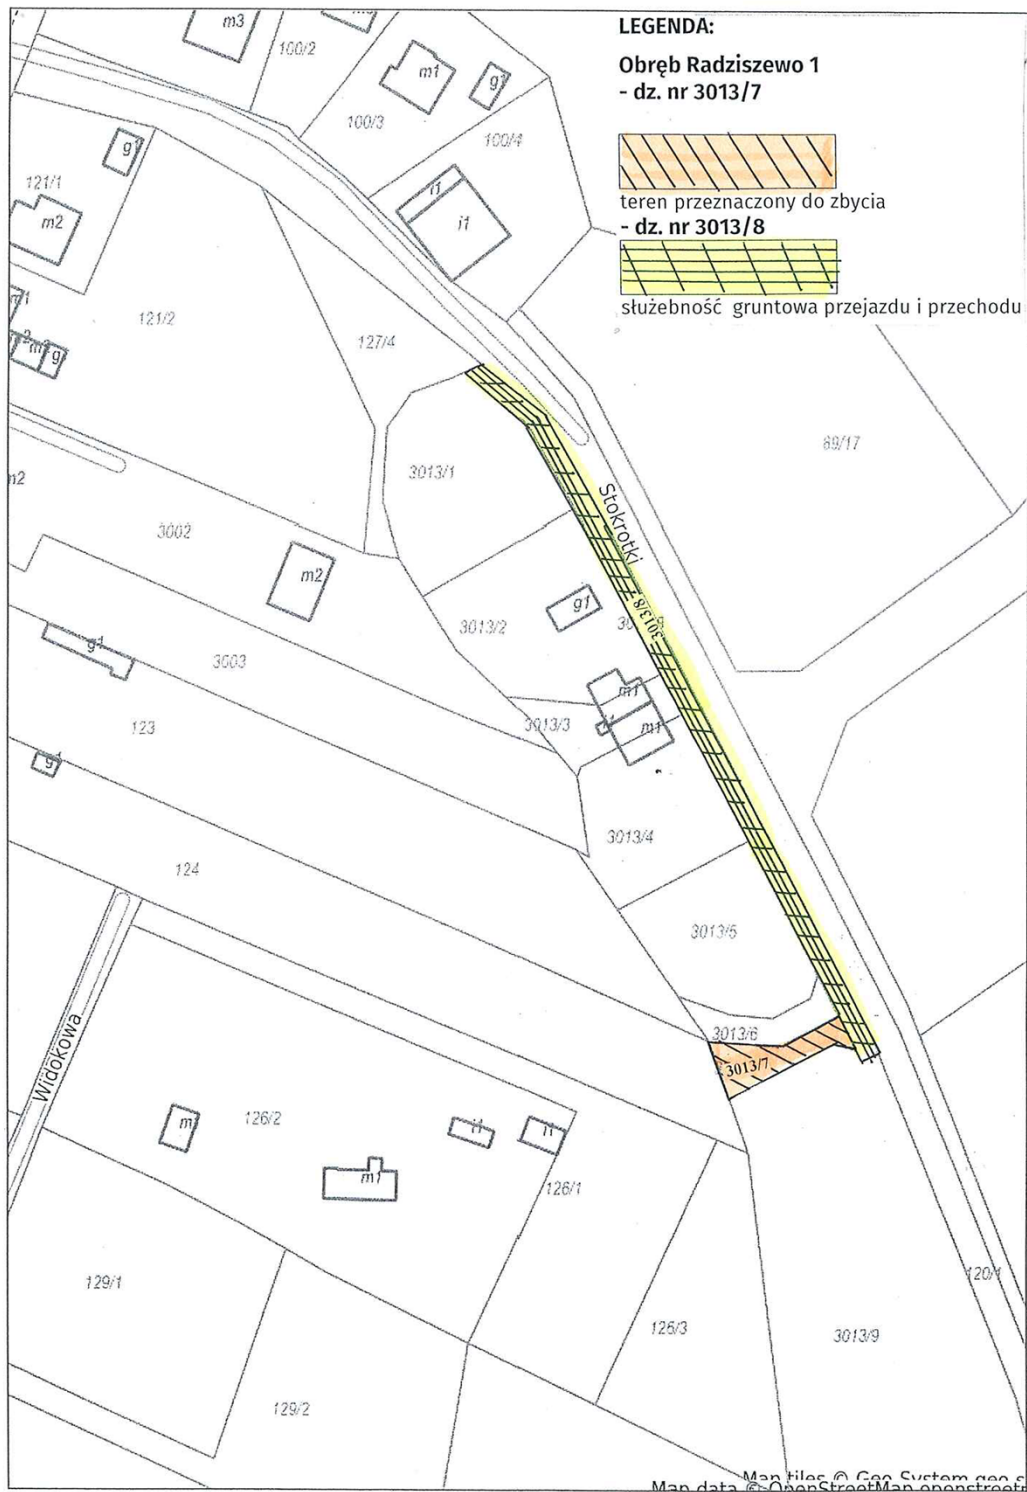 LEGENDA:
Obręb Radziszewo 1
- dz. nr 3013/7
teren przeznaczony do zbycia
- dz. nr 3013/8
służebność gruntowa przejazdu i przechodu
m3
100/2
m1
g1
100/3
100/4
g1
121/1
i1
i1
m2
m1
121/2
127/4
g
89/17
3013/1
m2
Stokrotki
3002
m2
g1
3013/8
3013/2
g1
3003
m1
3013/3
m1
123
g1
3013/4
124
3013/5
3013/6
3013/7
Widokowa
m
126/2
i1
i1
m1
126/1
120/1
129/1
126/3
3013/9
129/2
Map tiles © Geo System geo
Map data © OpenStreetMap